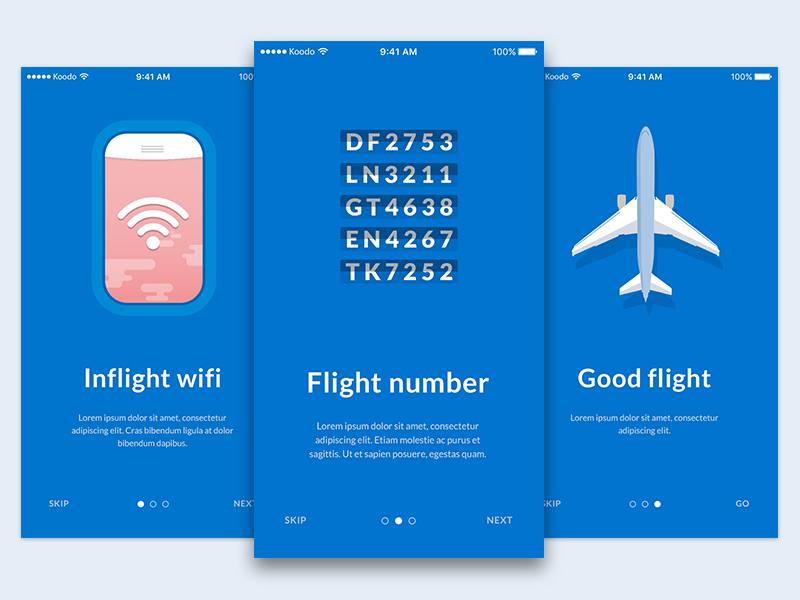 Koodo 9:41 AM 100
Inflight wifi
Lorem ipsum dolor sit amet, consectetur
adipiscing elit. Cras bibendum ligula at dolor
bibendum dapibus.
SKIP NEXT
Koodo 9:41 AM 100%
DF2753
LN3211
GT4638
EN4267
TK7252
Flight number
Lorem ipsum dolor sit amet, consectetur
adipiscing elit. Etiam molestie ac purus et
sagittis. Ut et sapien posuere, egestas quam.
SKIP NEXT
Koodo 9:41 AM 100%
Good flight
Lorem ipsum dolor sit amet, consectetur
adipiscing elit.
SKIP GO